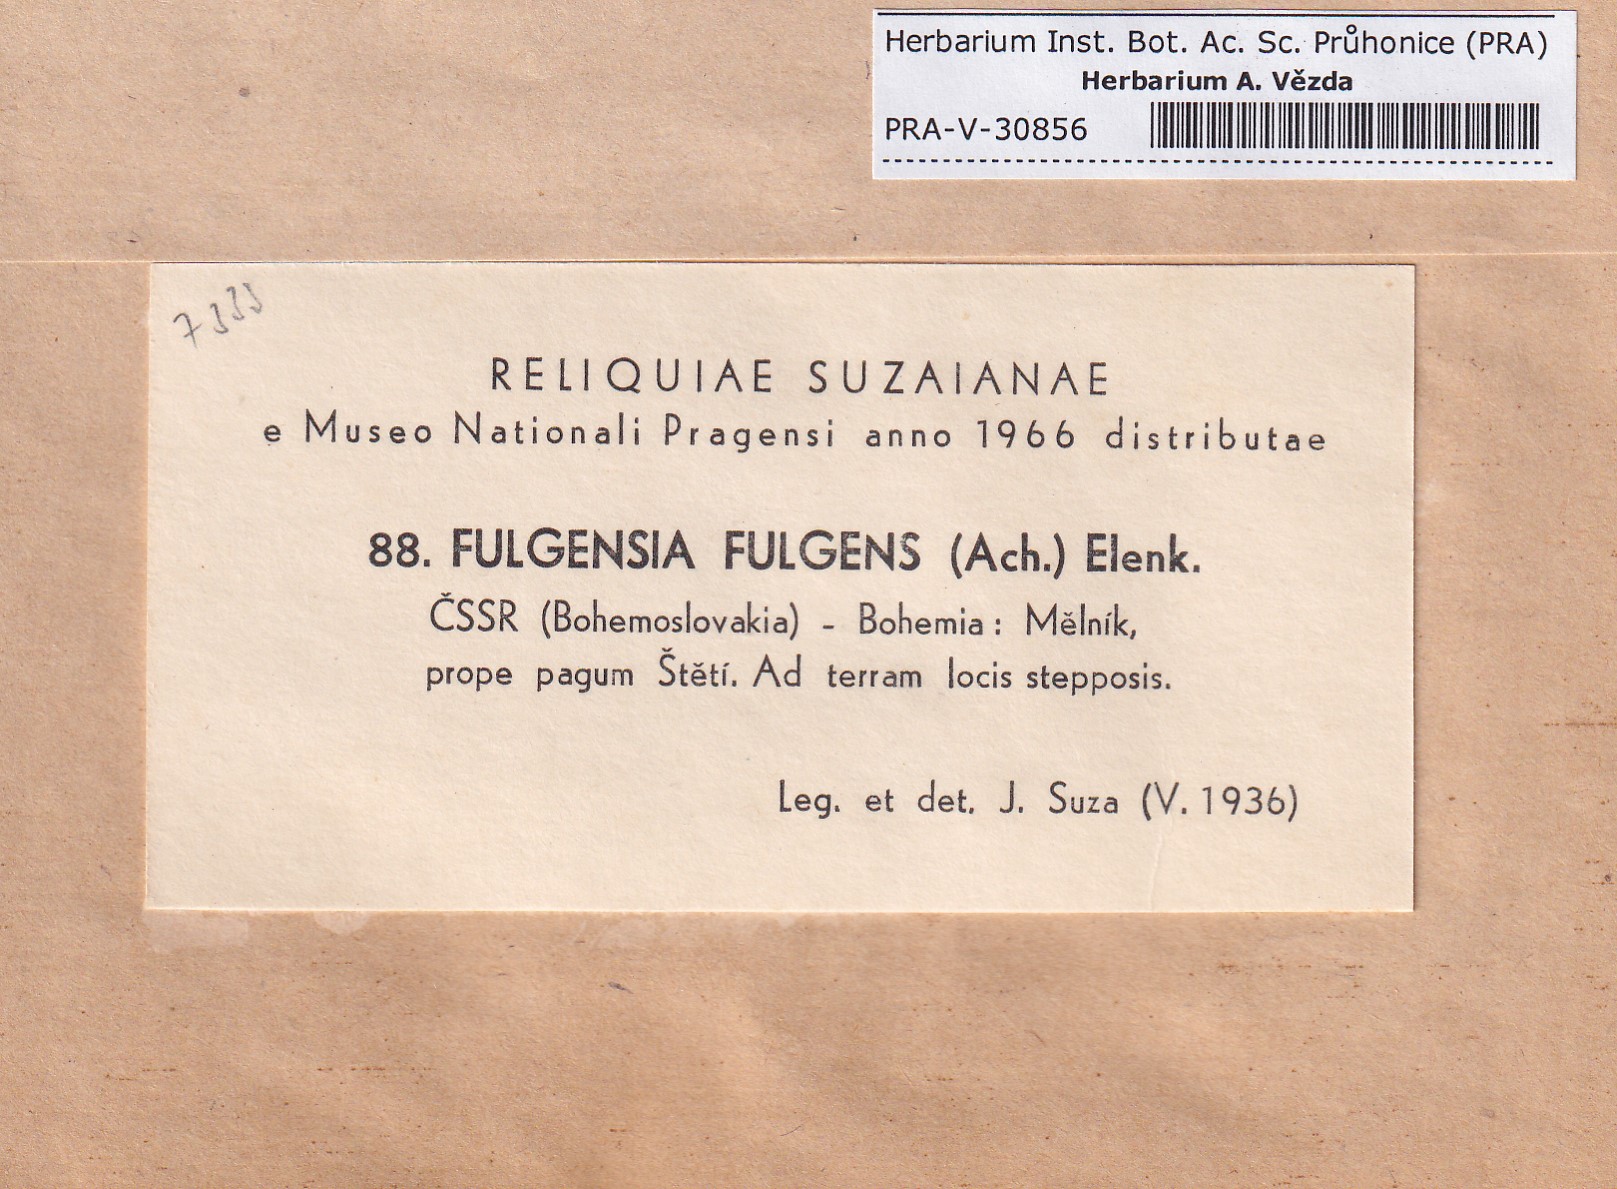 Herbarium Inst. Bot. Ac. Sc. Průhonice (PRA)
Herbarium A. Vězda
PRA-V-30856
7333
RELIQUIAE SUZAIANAE
e Museo Nationali Pragensi anno 1966 distributae
88. FULGENSIA FULGENS (Ach.) Elenk.
ČSSR (Bohemoslovakia) - Bohemia: Mělník,
prope pagum Štětí. Ad terram locis stepposis.
Leg. et det. J. Suza (V. 1936)